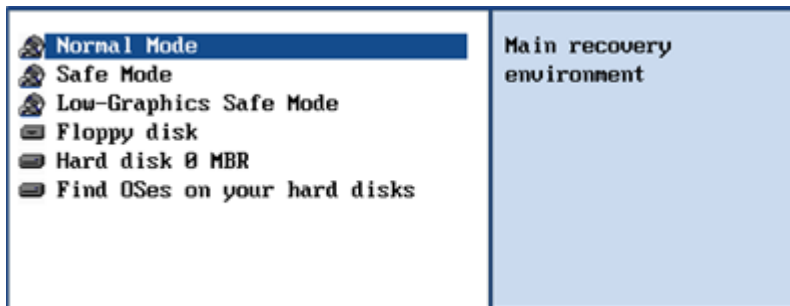 Normal Mode
Safe Mode
Low-Graphics Safe Mode
Floppy disk
Hard disk 0 MBR
Find OSes on your hard disks
Main recovery
environment